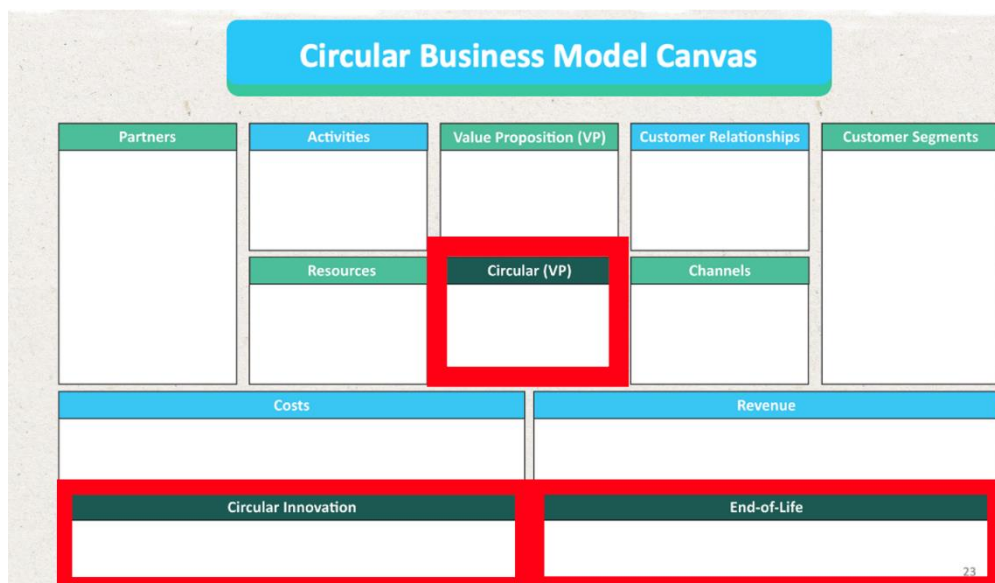 Circular Business Model Canvas
Partners
Activities
Value Proposition (VP)
Customer Relationships
Customer Segments
Resources
Circular (VP)
Channels
Costs
Revenue
Circular Innovation
End-of-Life
23